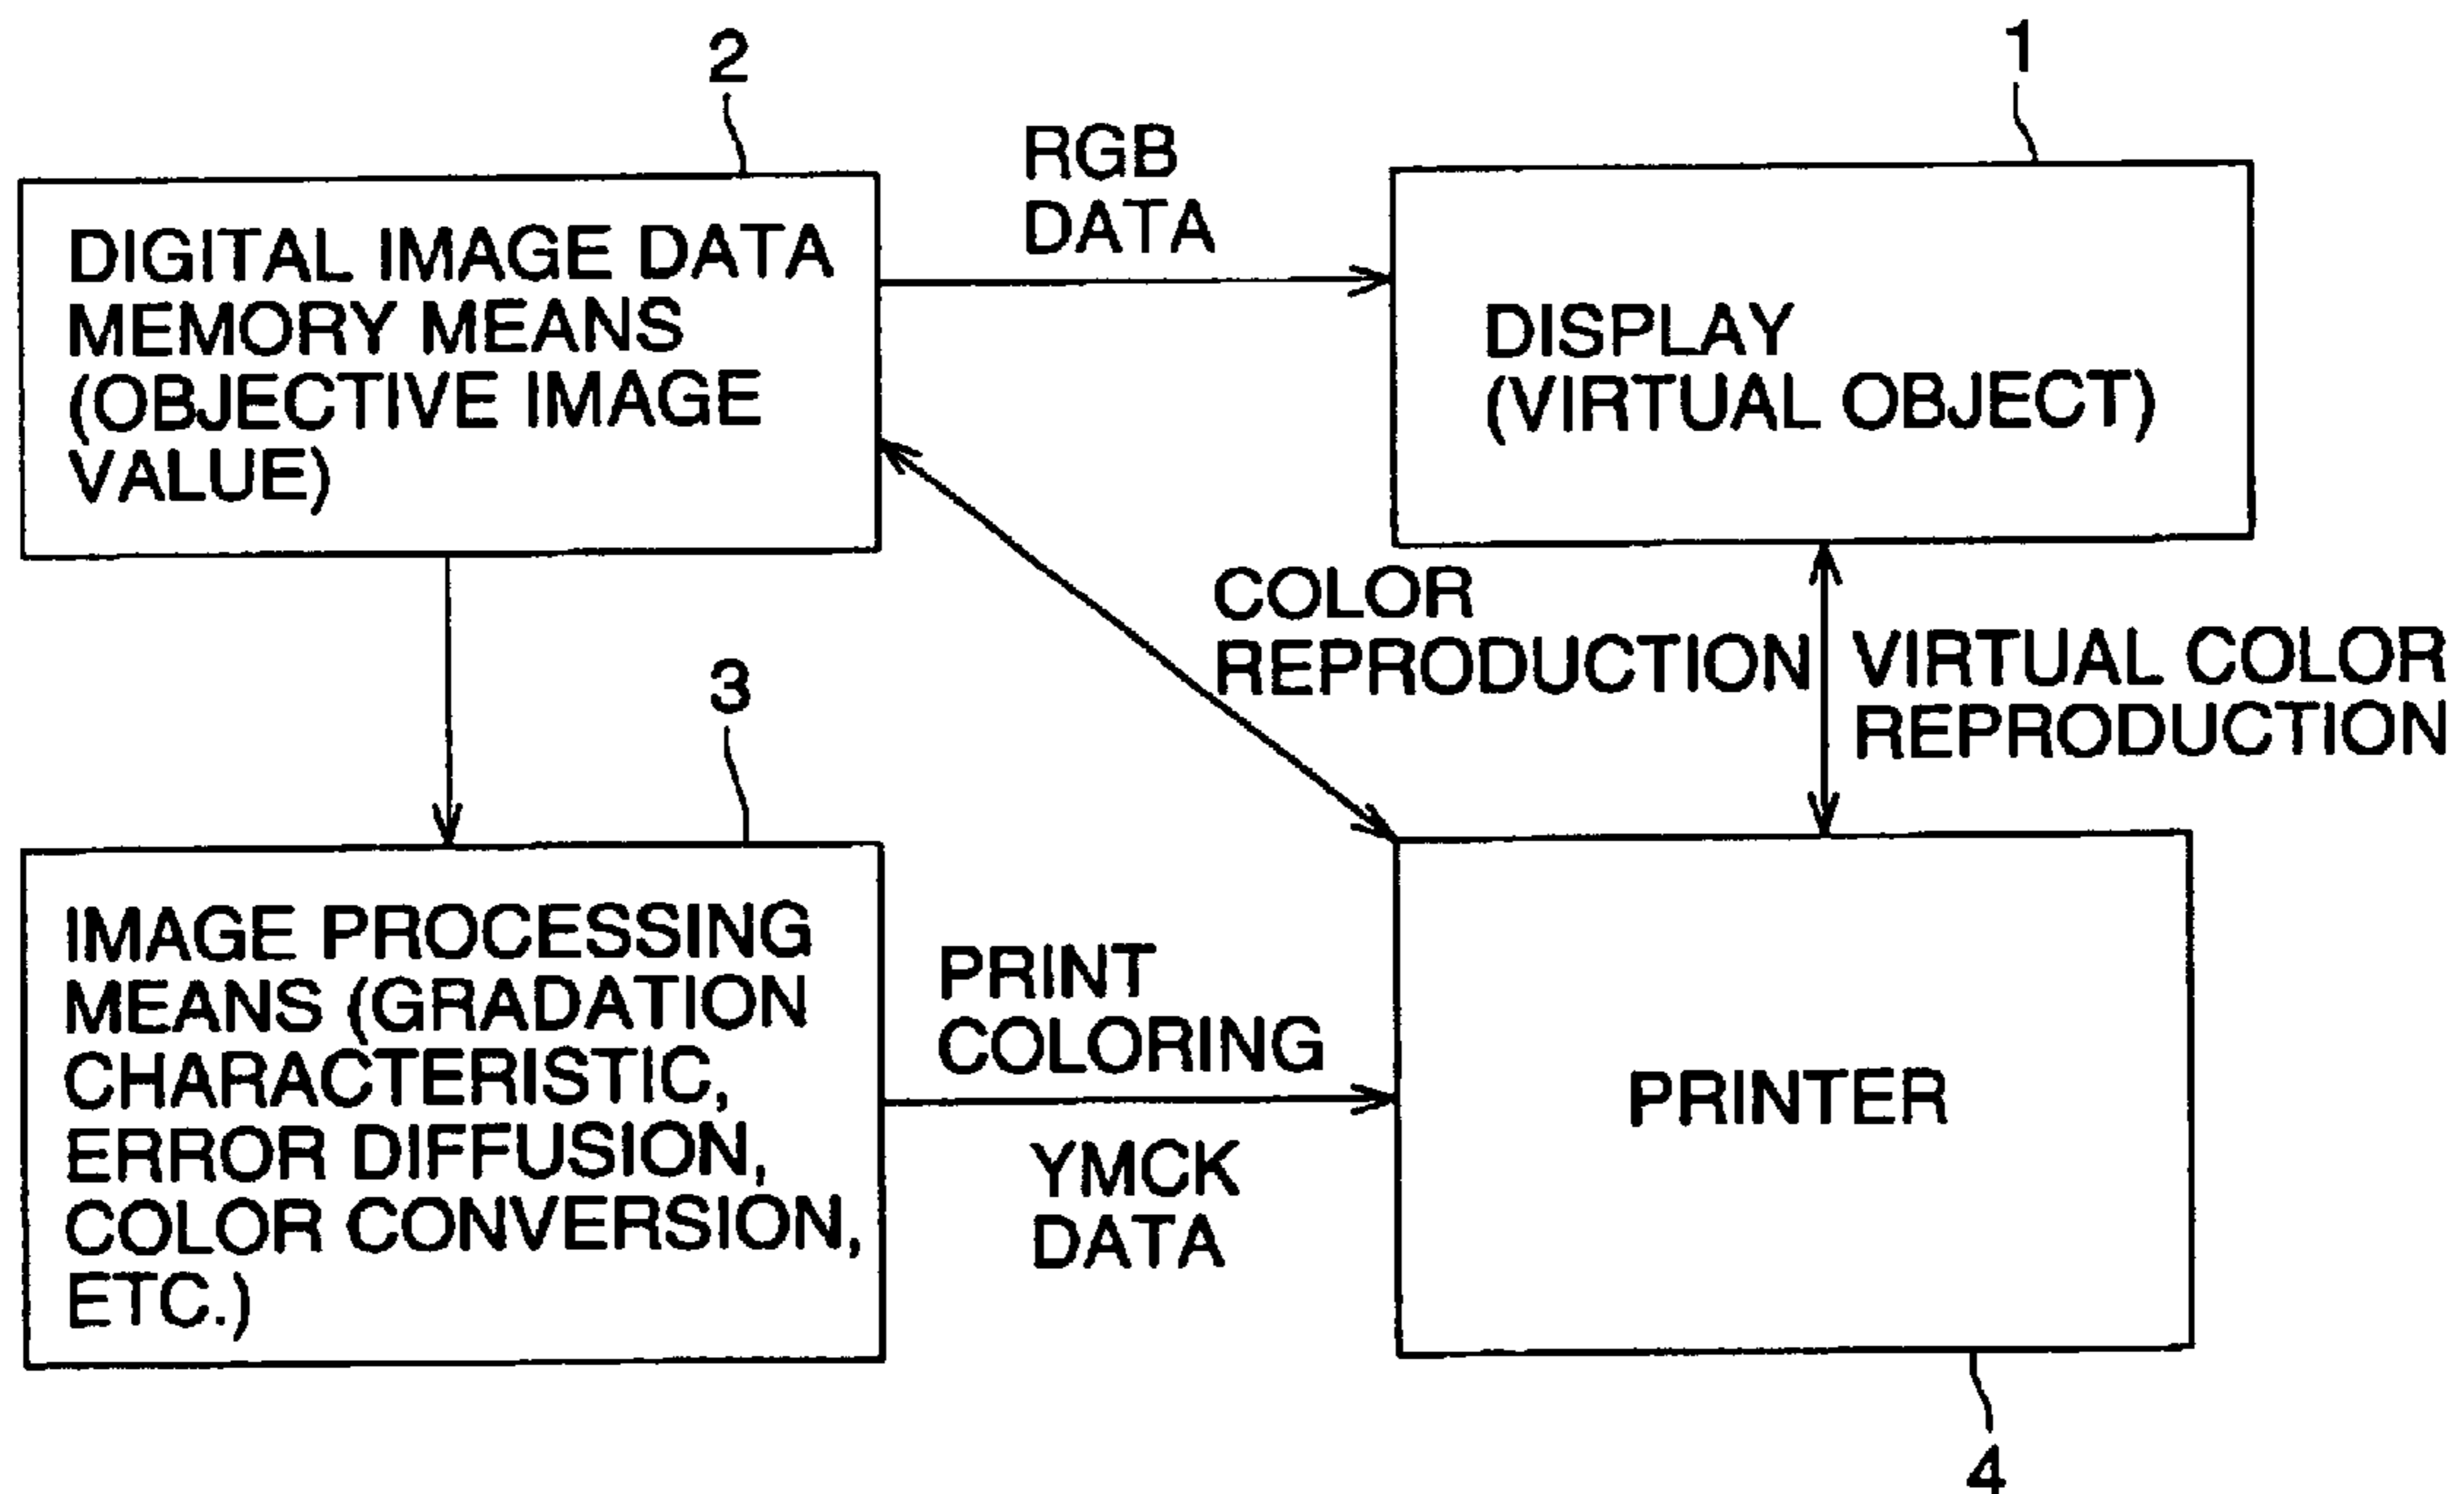 2
1
RGB
DATA
DIGITAL IMAGE DATA
MEMORY MEANS
(OBJECTIVE IMAGE
VALUE)
DISPLAY
(VIRTUAL OBJECT)
COLOR
REPRODUCTION
VIRTUAL COLOR
REPRODUCTION
3
IMAGE PROCESSING
MEANS (GRADATION
CHARACTERISTIC,
ERROR DIFFUSION,
COLOR CONVERSION,
ETC.)
PRINT
COLORING
YMCK
DATA
PRINTER
4